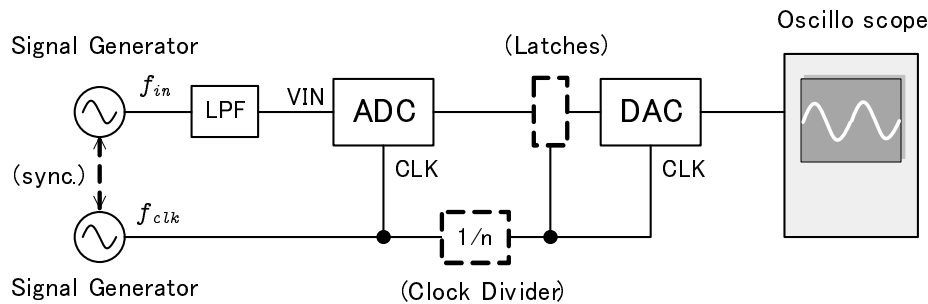 Oscillo scope
Signal Generator
(Latches)
f_in
LPF
VIN
ADC
DAC
CLK
CLK
(sync.)
f_clk
1/n
Signal Generator
(Clock Divider)